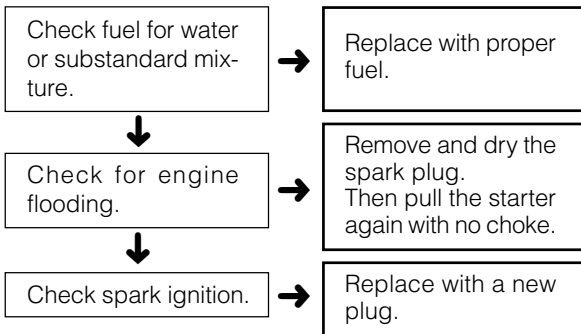 Check fuel for water
or substandard mix-
ture.
Replace with proper
fuel.
Check for engine
flooding.
Remove and dry the
spark plug.
Then pull the starter
again with no choke.
Check spark ignition.
Replace with a new
plug.